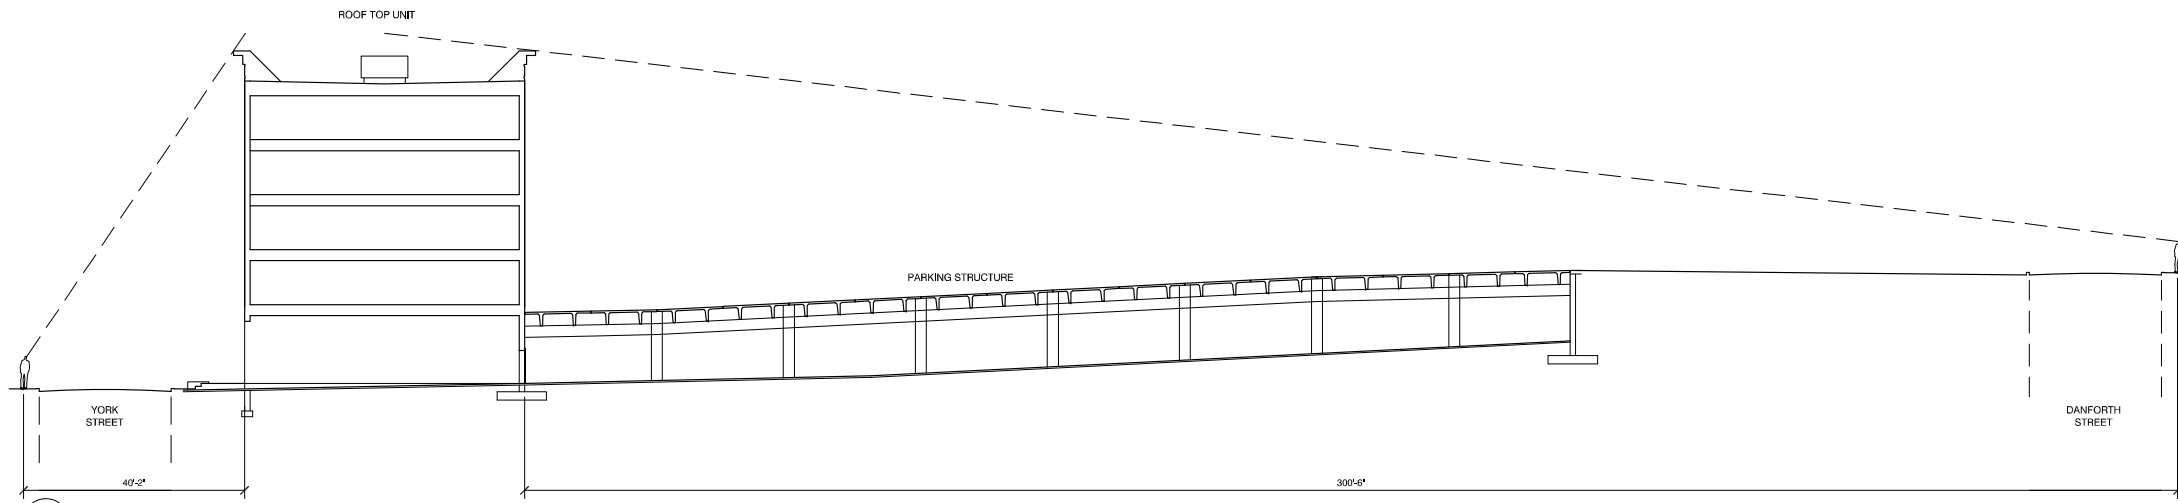 ROOF TOP UNIT
PARKING STRUCTURE
YORK
STREET
DANFORTH
STREET
40'-2"
300'-6"